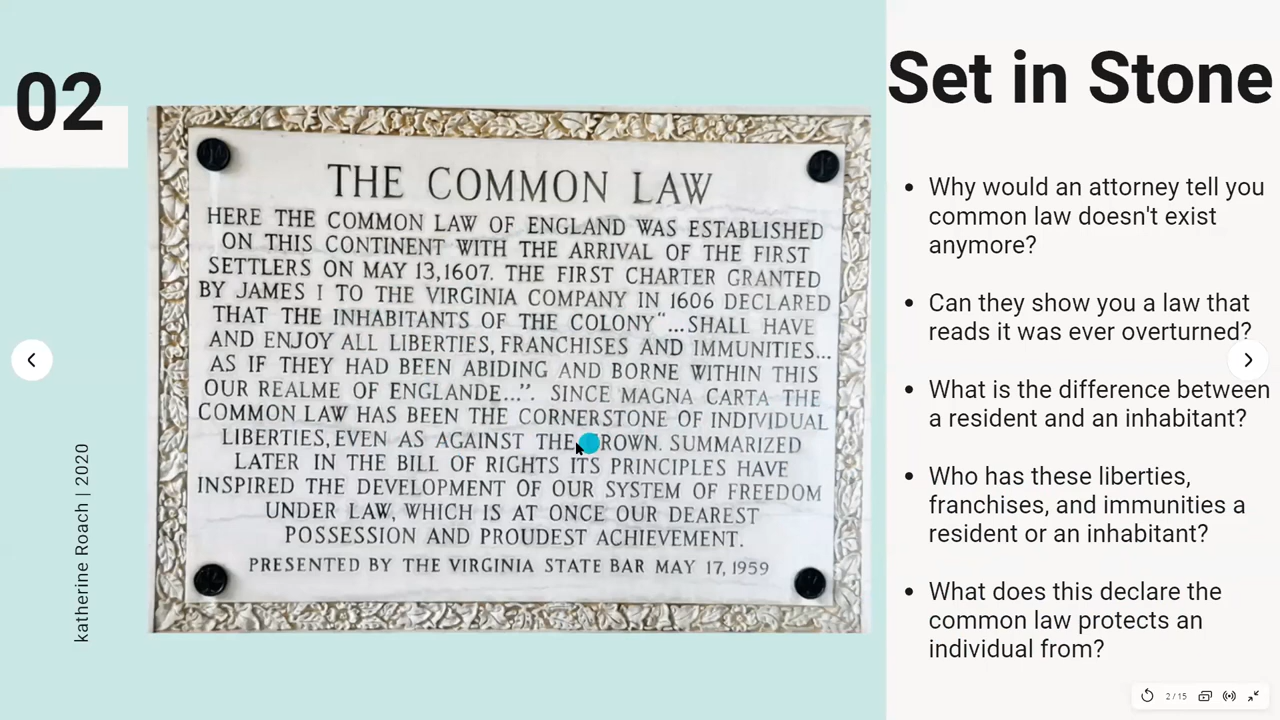 02
THE COMMON LAW
HERE THE COMMON LAW OF ENGLAND WAS ESTABLISHED
ON THIS CONTINENT WITH THE ARRIVAL OF THE FIRST
SETTLERS ON MAY 13,1607. THE FIRST CHARTER GRANTED
BY JAMES I TO THE VIRGINIA COMPANY IN 1606 DECLARED
THAT THE INHABITANTS OF THE COLONY "...SHALL HAVE
AND ENJOY ALL LIBERTIES, FRANCHISES AND IMMUNITIES...
AS IF THEY HAD BEEN ABIDING AND BORNE WITHIN THIS
OUR REALME OF ENGLANDE...". SINCE MAGNA CARTA THE
COMMON LAW HAS BEEN THE CORNERSTONE OF INDIVIDUAL
LIBERTIES, EVEN AS AGAINST THE CROWN. SUMMARIZED
LATER IN THE BILL OF RIGHTS ITS PRINCIPLES HAVE
INSPIRED THE DEVELOPMENT OF OUR SYSTEM OF FREEDOM
UNDER LAW, WHICH IS AT ONCE OUR DEAREST
POSSESSION AND PROUDEST ACHIEVEMENT.
PRESENTED BY THE VIRGINIA STATE BAR MAY 17, 1959
katherine Roach | 2020
Set in Stone
• Why would an attorney tell you
common law doesn't exist
anymore?
• Can they show you a law that
reads it was ever overturned?
• What is the difference between
a resident and an inhabitant?
• Who has these liberties,
franchises, and immunities a
resident or an inhabitant?
• What does this declare the
common law protects an
individual from?
2/15